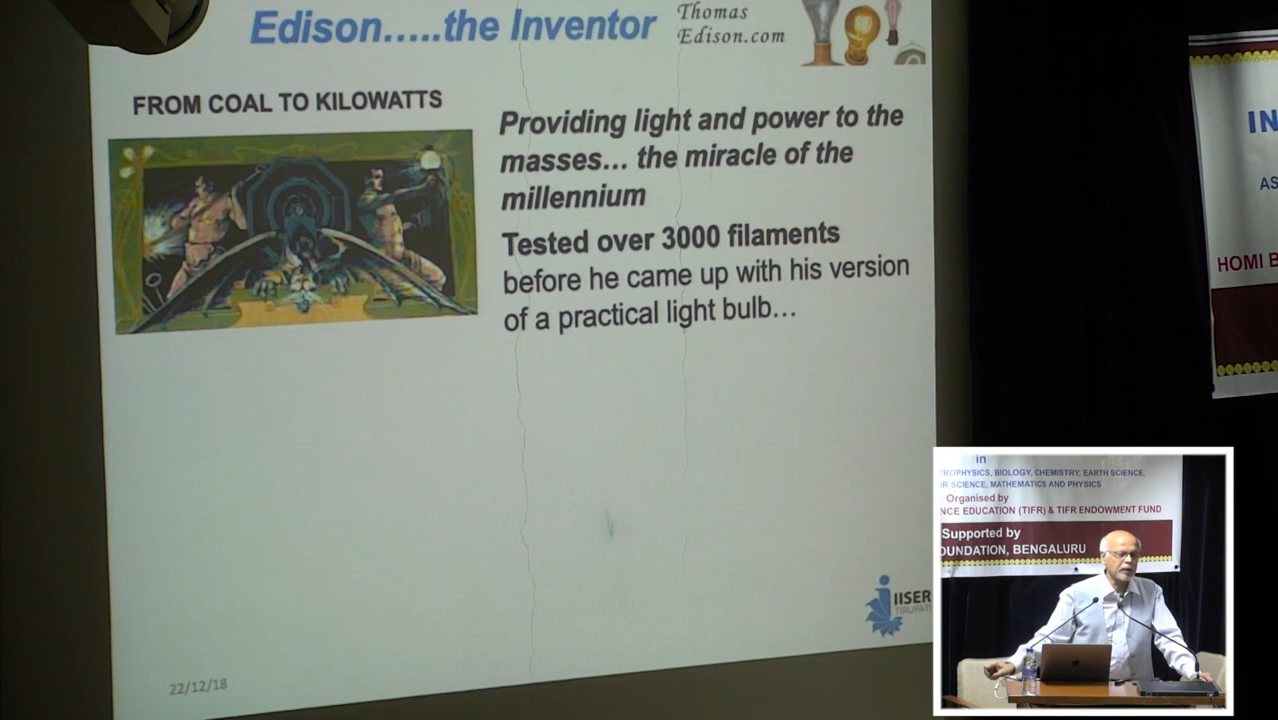 Edison…..the Inventor
Thomas
Edison.com
FROM COAL TO KILOWATTS
Providing light and power to the
masses… the miracle of the
millennium
Tested over 3000 filaments
before he came up with his version
of a practical light bulb…
IISER
TIRUPATI
22/12/18
IN
AS
HOMI B
in
TROPHYSICS, BIOLOGY, CHEMISTRY, EARTH SCIENCE,
R SCIENCE, MATHEMATICS AND PHYSICS
Organised by
NCE EDUCATION (TIFR) & TIFR ENDOWMENT FUND
Supported by
OUNDATION, BENGALURU